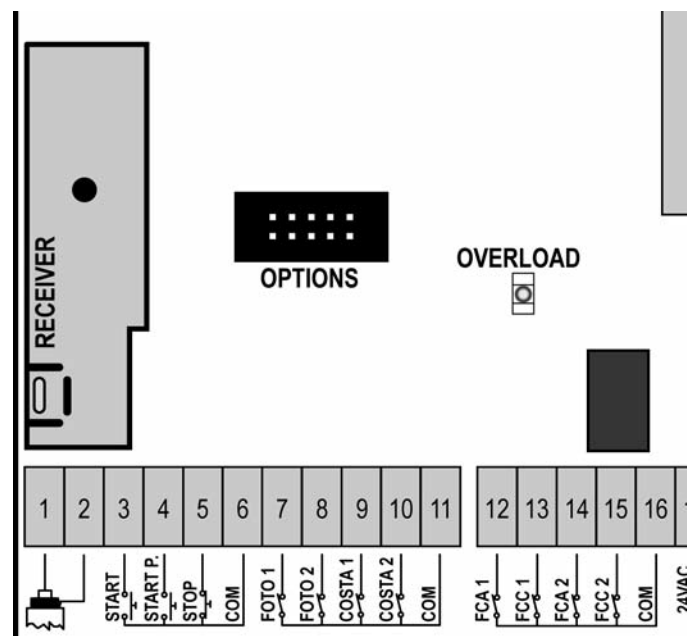 RECEIVER
OPTIONS
OVERLOAD
1 2 3 4 5 6 7 8 9 10 11 12 13 14 15 16
START
START P.
STOP
COM
FOTO 1
FOTO 2
COSTA 1
COSTA 2
COM
FCA 1
FCC 1
FCA 2
FCC 2
COM
24VAC